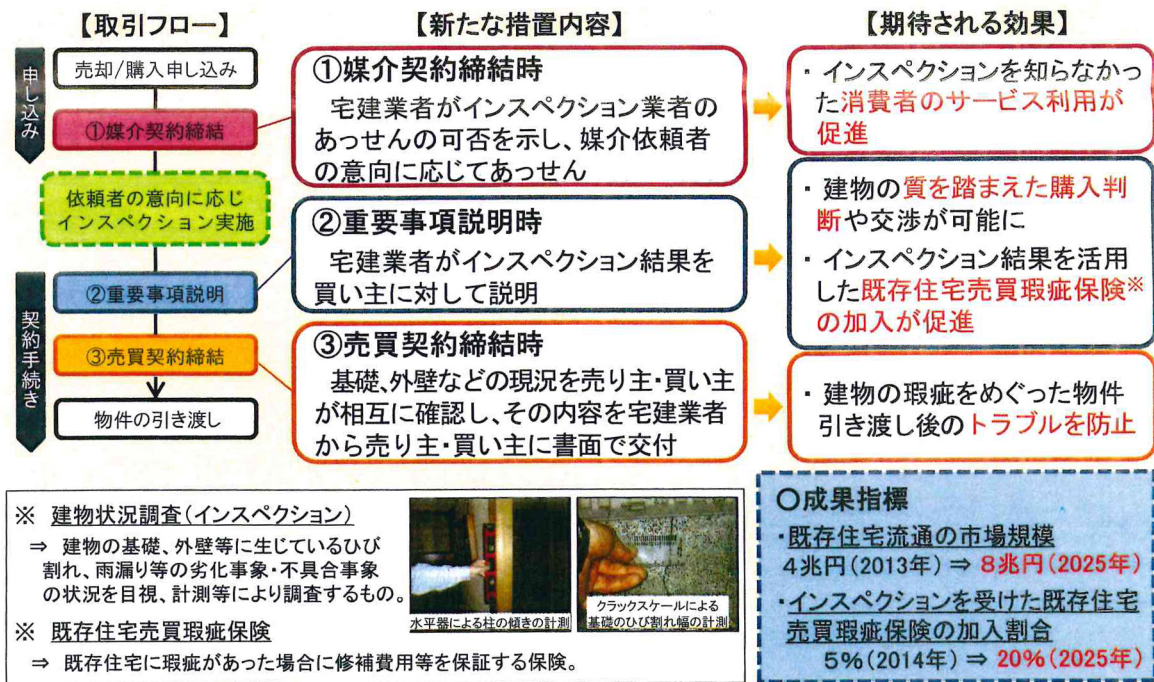 【取引フロー】
【新たな措置内容】
【期待される効果】
申し込み
売却/購入申し込み
①媒介契約締結
依頼者の意向に応じ
インスペクション実施
契約手続き
②重要事項説明
③売買契約締結
物件の引き渡し
①媒介契約締結時
宅建業者がインスペクション業者の
あっせんの可否を示し、媒介依頼者
の意向に応じてあっせん
②重要事項説明時
宅建業者がインスペクション結果を
買い主に対して説明
③売買契約締結時
基礎、外壁などの現況を売り主・買い主
が相互に確認し、その内容を宅建業者
から売り主・買い主に書面で交付
・インスペクションを知らなかっ
た消費者のサービス利用が
促進
・建物の質を踏まえた購入判
断や交渉が可能に
・インスペクション結果を活用
した既存住宅売買瑕疵保険※
の加入が促進
・建物の瑕疵をめぐった物件
引き渡し後のトラブルを防止
※ 建物状況調査(インスペクション)
⇒ 建物の基礎、外壁等に生じているひび
割れ、雨漏り等の劣化事象・不具合事象
の状況を目視、計測等により調査するもの。
水平器による柱の傾きの計測
クラックスケールによる
基礎のひび割れ幅の計測
※ 既存住宅売買瑕疵保険
⇒ 既存住宅に瑕疵があった場合に修補費用等を保証する保険。
○成果指標
・既存住宅流通の市場規模
4兆円(2013年) ⇒ 8兆円(2025年)
・インスペクションを受けた既存住宅
売買瑕疵保険の加入割合
5%(2014年) ⇒ 20%(2025年)